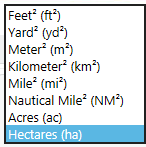 Feet² (ft²)
Yard² (yd²)
Meter² (m²)
Kilometer² (km²)
Mile² (mi²)
Nautical Mile² (NM²)
Acres (ac)
Hectares (ha)